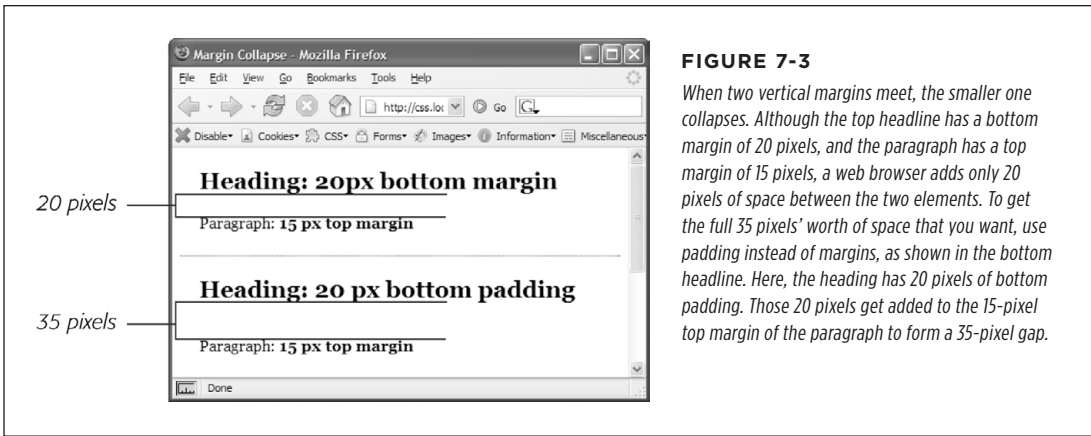 Margin Collapse - Mozilla Firefox
File Edit View Go Bookmarks Tools Help
http://css.loc Go G
Disable Cookies CSS Forms Images Information Miscellaneous
Heading: 20px bottom margin
20 pixels
Paragraph: 15 px top margin
Heading: 20 px bottom padding
35 pixels
Paragraph: 15 px top margin
Done
FIGURE 7-3
When two vertical margins meet, the smaller one
collapses. Although the top headline has a bottom
margin of 20 pixels, and the paragraph has a top
margin of 15 pixels, a web browser adds only 20
pixels of space between the two elements. To get
the full 35 pixels’ worth of space that you want, use
padding instead of margins, as shown in the bottom
headline. Here, the heading has 20 pixels of bottom
padding. Those 20 pixels get added to the 15-pixel
top margin of the paragraph to form a 35-pixel gap.